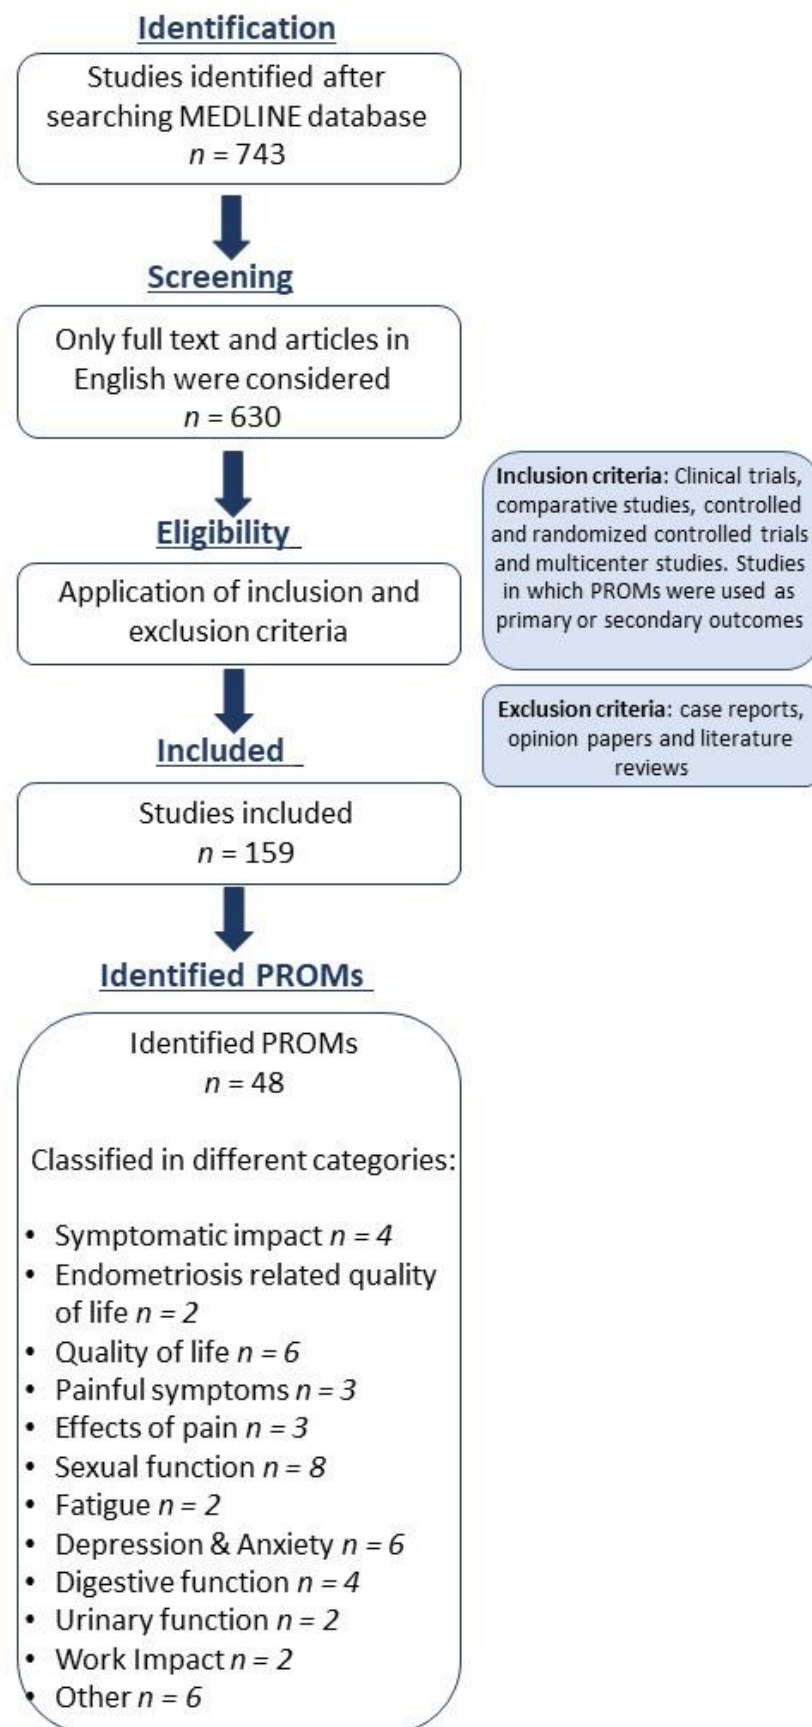 Identification
Studies identified after
searching MEDLINE database
n = 743
Screening
Only full text and articles in
English were considered
n = 630
Eligibility
Application of inclusion and
exclusion criteria
Inclusion criteria: Clinical trials,
comparative studies, controlled
and randomized controlled trials
and multicenter studies. Studies
in which PROMs were used as
primary or secondary outcomes
Exclusion criteria: case reports,
opinion papers and literature
reviews
Included
Studies included
n = 159
Identified PROMs
Identified PROMs
n = 48
Classified in different categories:
• Symptomatic impact n = 4
• Endometriosis related quality
of life n = 2
• Quality of life n = 6
• Painful symptoms n = 3
• Effects of pain n = 3
• Sexual function n = 8
• Fatigue n = 2
• Depression & Anxiety n = 6
• Digestive function n = 4
• Urinary function n = 2
• Work Impact n = 2
• Other n = 6